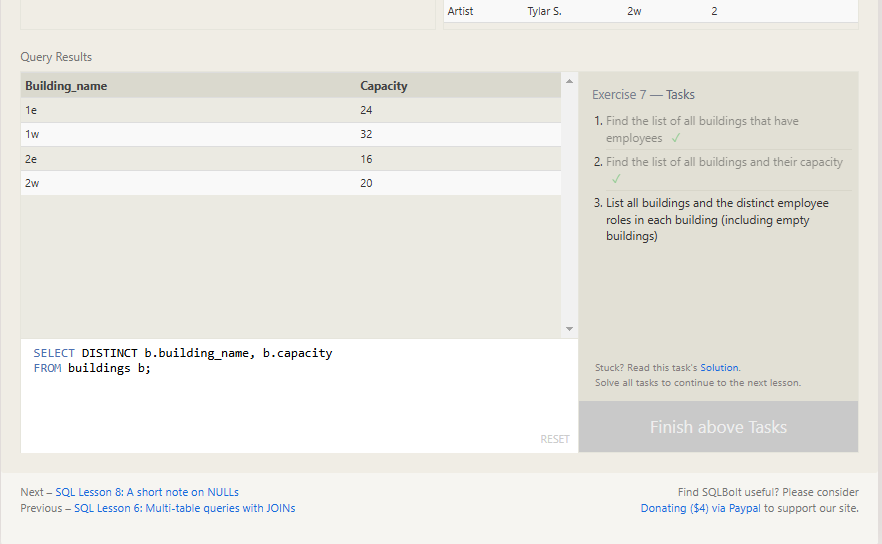 Artist Tylar S. 2w 2
Query Results
Building_name Capacity
1e 24
1w 32
2e 16
2w 20
Exercise 7 — Tasks
1. Find the list of all buildings that have
employees ✓
2. Find the list of all buildings and their capacity
✓
3. List all buildings and the distinct employee
roles in each building (including empty
buildings)
SELECT DISTINCT b.building_name, b.capacity
FROM buildings b;
RESET
Stuck? Read this task's Solution.
Solve all tasks to continue to the next lesson.
Finish above Tasks
Next – SQL Lesson 8: A short note on NULLs
Previous – SQL Lesson 6: Multi-table queries with JOINs
Find SQLBolt useful? Please consider
Donating ($4) via Paypal to support our site.